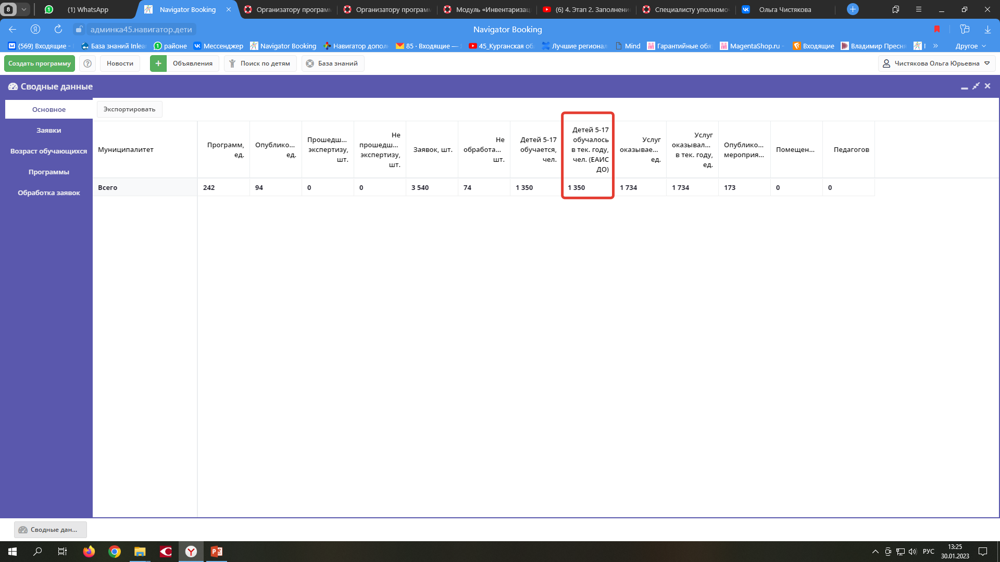 8
(1) WhatsApp
Navigator Booking
Организатору програм
Организатору програм
Модуль «Инвентаризац
(6) 4. Этап 2. Заполнени
Специалисту уполномо
Ольга Чистякова
админка45.навигатор.дети
Navigator Booking
(569) Входящие -
База знаний Inlea
районе
Мессенджер
Navigator Booking
Навигатор допол
85 · Входящие —
45_Курганская об
Лучшие регионал
Mind
Гарантийные обя
MagentaShop.ru -
Входящие
Владимир Пресня
Другое
Создать программу
Новости
Объявления
Поиск по детям
База знаний
Чистякова Ольга Юрьевна
Сводные данные
Основное
Заявки
Возраст обучающихся
Программы
Обработка заявок
Экспортировать
Муниципалитет
Программ,
ед.
Опублико...
ед.
Прошедш...
экспертизу,
шт.
Не
прошедш...
экспертизу,
шт.
Заявок, шт.
Не
обработа...
шт.
Детей 5-17
обучается,
чел.
Детей 5-17
обучалось
в тек. году,
чел. (ЕАИС
ДО)
Услуг
оказывае...
ед.
Услуг
оказывал...
в тек. году,
ед.
Опублико...
мероприя...
Помещен...
Педагогов
Всего 242 94 0 0 3 540 74 1 350 1 350 1 734 1 734 173 0 0
Сводные дан...
РУС
13:25
30.01.2023